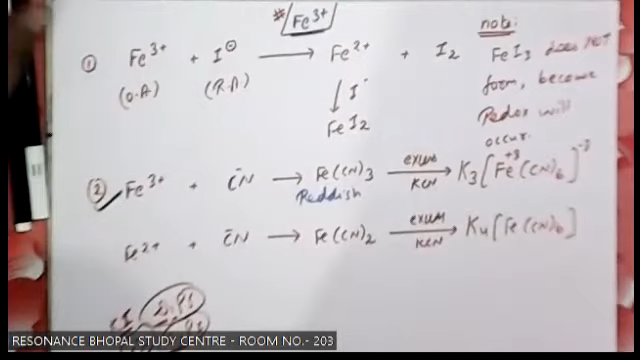 # Fe³⁺
① Fe³⁺ + I⊖ ⟶ Fe²⁺ + I₂
(O.A) (R.A)
↓ I⁻
FeI₂
note:
FeI₃ does NOT
form, because
Redox will
occur.
② Fe³⁺ + C̄N ⟶ Fe(CN)₃ ⟶ K₃[Fe⁺³(CN)₆]⁻³
Reddish
excess
KCN
Fe²⁺ + C̄N ⟶ Fe(CN)₂ ⟶ K₄[Fe(CN)₆]
excess
KCN
RESONANCE BHOPAL STUDY CENTRE - ROOM NO.- 203